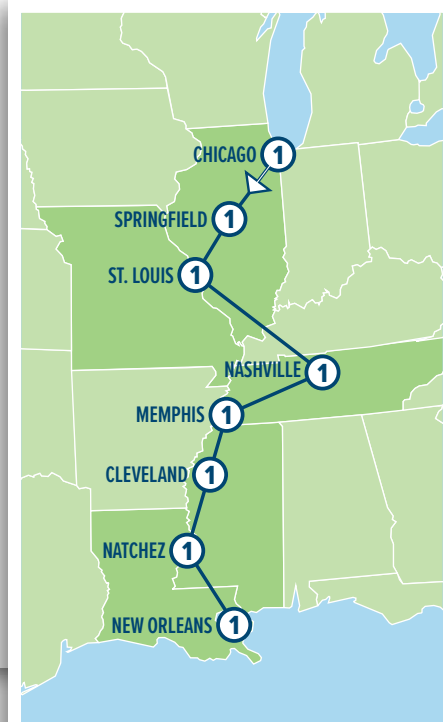 CHICAGO 1
SPRINGFIELD 1
ST. LOUIS 1
NASHVILLE 1
MEMPHIS 1
CLEVELAND 1
NATCHEZ 1
NEW ORLEANS 1